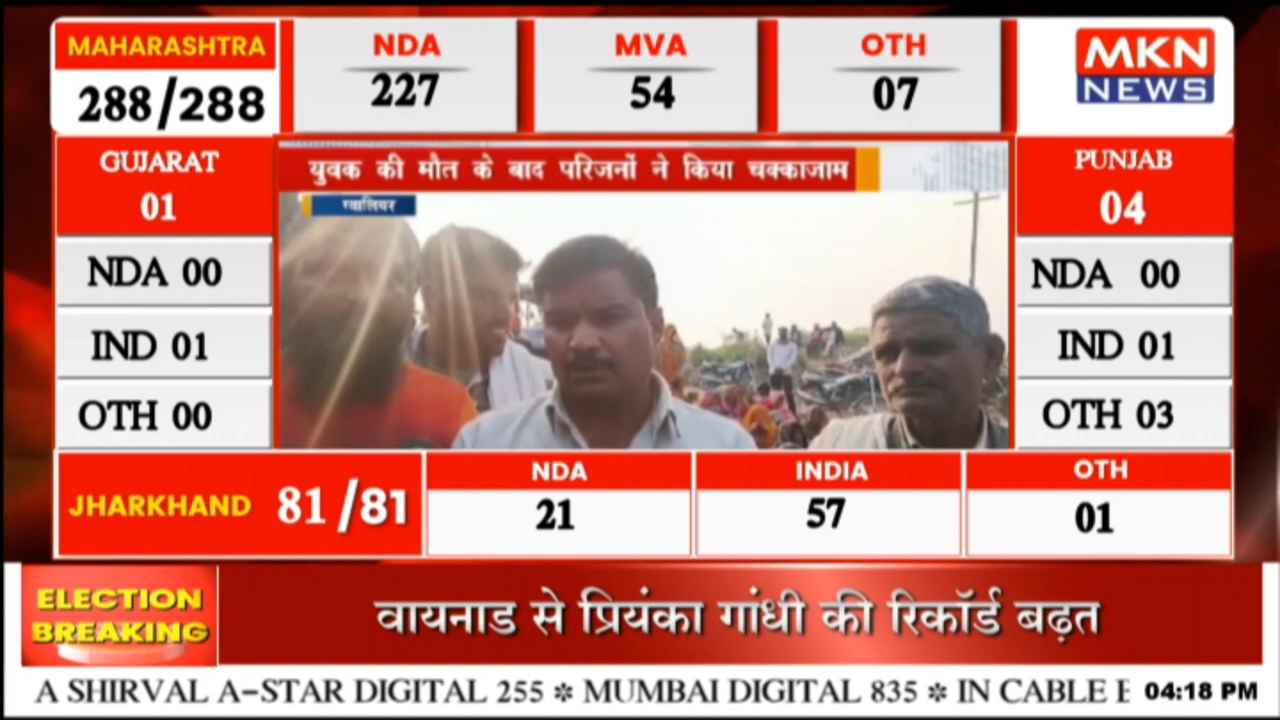 MAHARASHTRA
288/288
NDA
227
MVA
54
OTH
07
MKN
NEWS
GUJARAT
01
NDA 00
IND 01
OTH 00
युवक की मौत के बाद परिजनों ने किया चक्काजाम
ग्वालियर
PUNJAB
04
NDA 00
IND 01
OTH 03
JHARKHAND 81/81
NDA
21
INDIA
57
OTH
01
ELECTION
BREAKING
वायनाड से प्रियंका गांधी की रिकॉर्ड बढ़त
A SHIRVAL A-STAR DIGITAL 255 * MUMBAI DIGITAL 835 * IN CABLE
04:18 PM